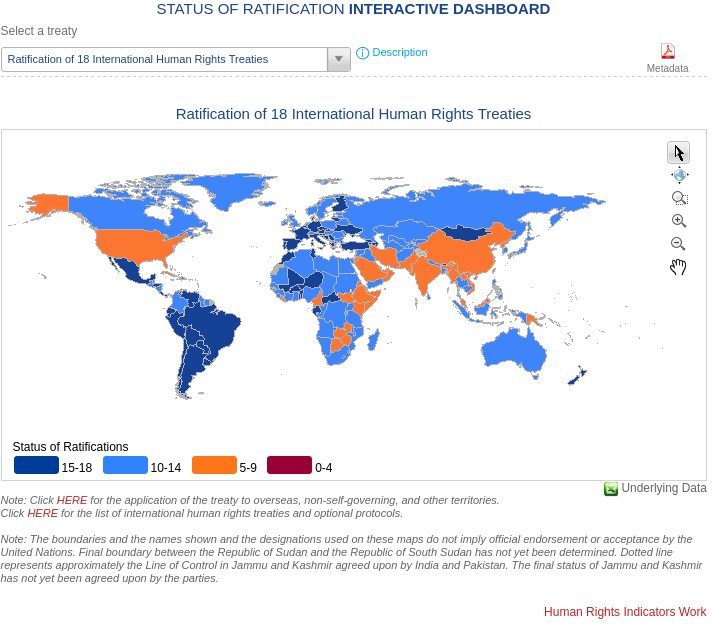 STATUS OF RATIFICATION INTERACTIVE DASHBOARD
Select a treaty
Ratification of 18 International Human Rights Treaties
Description
Metadata
Ratification of 18 International Human Rights Treaties
Status of Ratifications
15-18 10-14 5-9 0-4
Underlying Data
Note: Click HERE for the application of the treaty to overseas, non-self-governing, and other territories.
Click HERE for the list of international human rights treaties and optional protocols.
Note: The boundaries and the names shown and the designations used on these maps do not imply official endorsement or acceptance by the
United Nations. Final boundary between the Republic of Sudan and the Republic of South Sudan has not yet been determined. Dotted line
represents approximately the Line of Control in Jammu and Kashmir agreed upon by India and Pakistan. The final status of Jammu and Kashmir
has not yet been agreed upon by the parties.
Human Rights Indicators Work